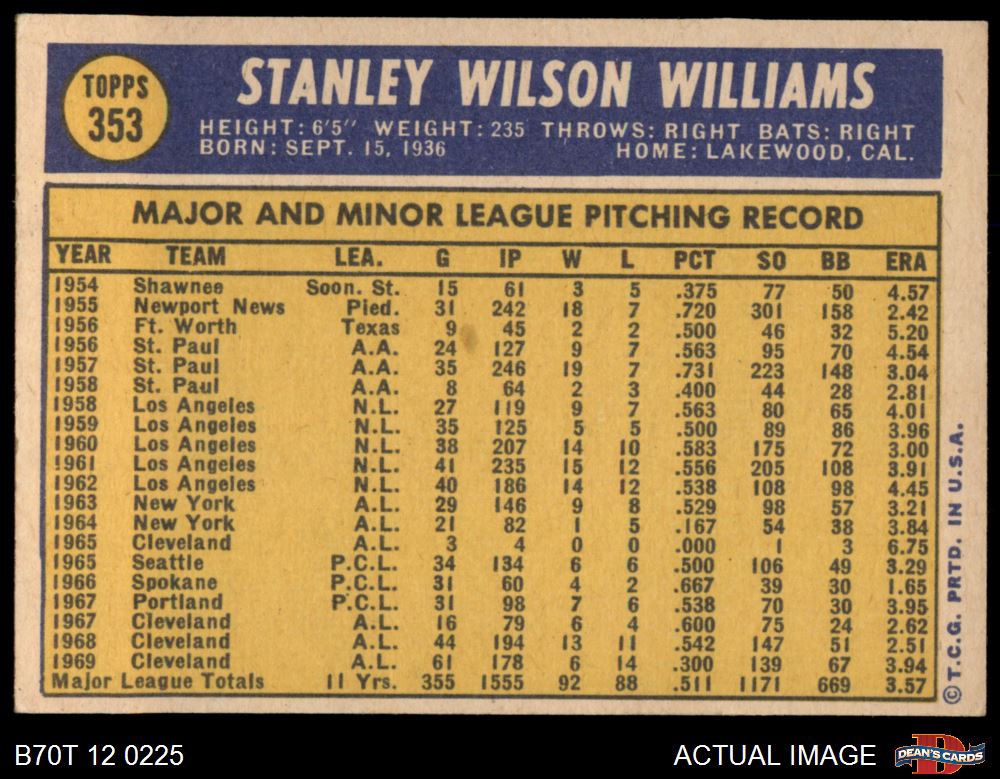 TOPPS
353
STANLEY WILSON WILLIAMS
HEIGHT: 6'5" WEIGHT: 235 THROWS: RIGHT BATS: RIGHT
BORN: SEPT. 15, 1936 HOME: LAKEWOOD, CAL.
MAJOR AND MINOR LEAGUE PITCHING RECORD
YEAR TEAM LEA. G IP W L PCT SO BB ERA
1954 Shawnee Soon. St. 15 61 3 5 .375 77 50 4.57
1955 Newport News Pied. 31 242 18 7 .720 301 158 2.42
1956 Ft. Worth Texas 9 45 2 2 .500 46 32 5.20
1956 St. Paul A.A. 24 127 9 7 .563 95 70 4.54
1957 St. Paul A.A. 35 246 19 7 .731 223 148 3.04
1958 St. Paul A.A. 8 64 2 3 .400 44 28 2.81
1958 Los Angeles N.L. 27 119 9 7 .563 80 65 4.01
1959 Los Angeles N.L. 35 125 5 5 .500 89 86 3.96
1960 Los Angeles N.L. 38 207 14 10 .583 175 72 3.00
1961 Los Angeles N.L. 41 235 15 12 .556 205 108 3.91
1962 Los Angeles N.L. 40 186 14 12 .538 108 98 4.45
1963 New York A.L. 29 146 9 8 .529 98 57 3.21
1964 New York A.L. 21 82 1 5 .167 54 38 3.84
1965 Cleveland A.L. 3 4 0 0 .000 1 3 6.75
1965 Seattle P.C.L. 34 134 6 6 .500 106 49 3.29
1966 Spokane P.C.L. 31 60 4 2 .667 39 30 1.65
1967 Portland P.C.L. 31 98 7 6 .538 70 30 3.95
1967 Cleveland A.L. 16 79 6 4 .600 75 24 2.62
1968 Cleveland A.L. 44 194 13 11 .542 147 51 2.51
1969 Cleveland A.L. 61 178 6 14 .300 139 67 3.94
Major League Totals 11 Yrs. 355 1555 92 88 .511 1171 669 3.57
© T.C.G. PRTD. IN U.S.A.
B70T 12 0225 ACTUAL IMAGE
D
DEAN'S CARDS